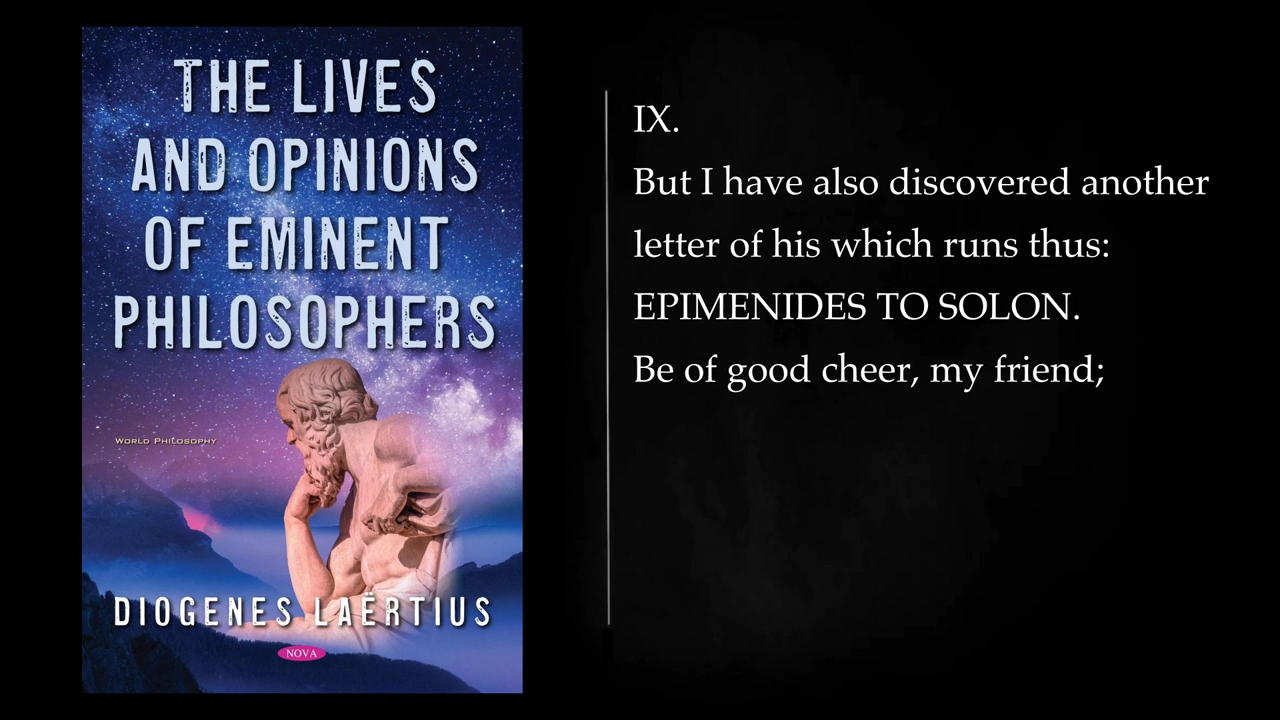 THE LIVES
AND OPINIONS
OF EMINENT
PHILOSOPHERS
WORLD PHILOSOPHY
DIOGENES LAËRTIUS
NOVA
IX.
But I have also discovered another
letter of his which runs thus:
EPIMENIDES TO SOLON.
Be of good cheer, my friend;